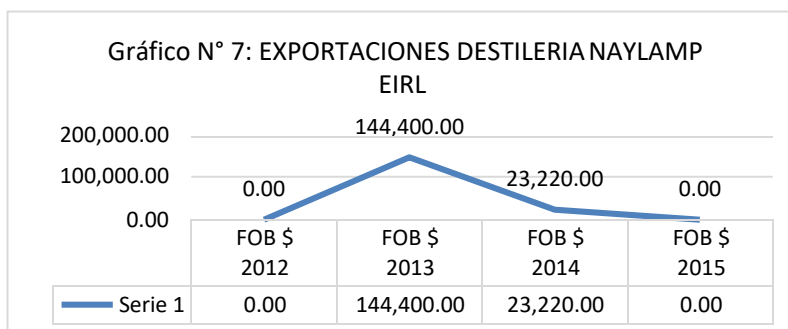 Gráfico N° 7: EXPORTACIONES DESTILERIA NAYLAMP
EIRL
200,000.00
100,000.00
0.00
0.00
144,400.00
23,220.00
0.00
FOB $ 2012
FOB $ 2013
FOB $ 2014
FOB $ 2015
Serie 1 0.00 144,400.00 23,220.00 0.00